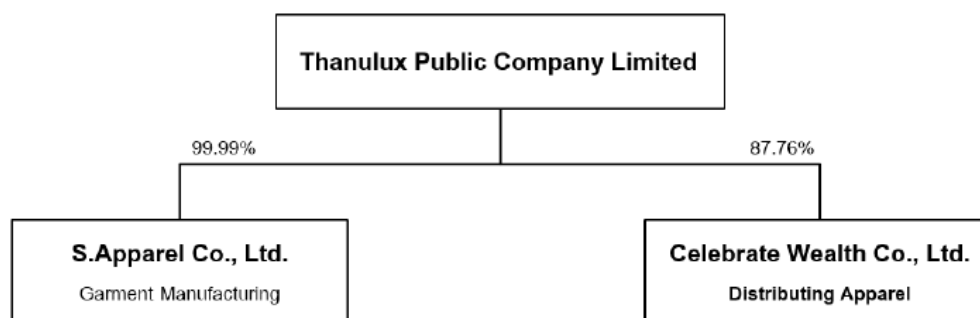 Thanulux Public Company Limited
99.99%
87.76%
S.Apparel Co., Ltd.
Garment Manufacturing
Celebrate Wealth Co., Ltd.
Distributing Apparel